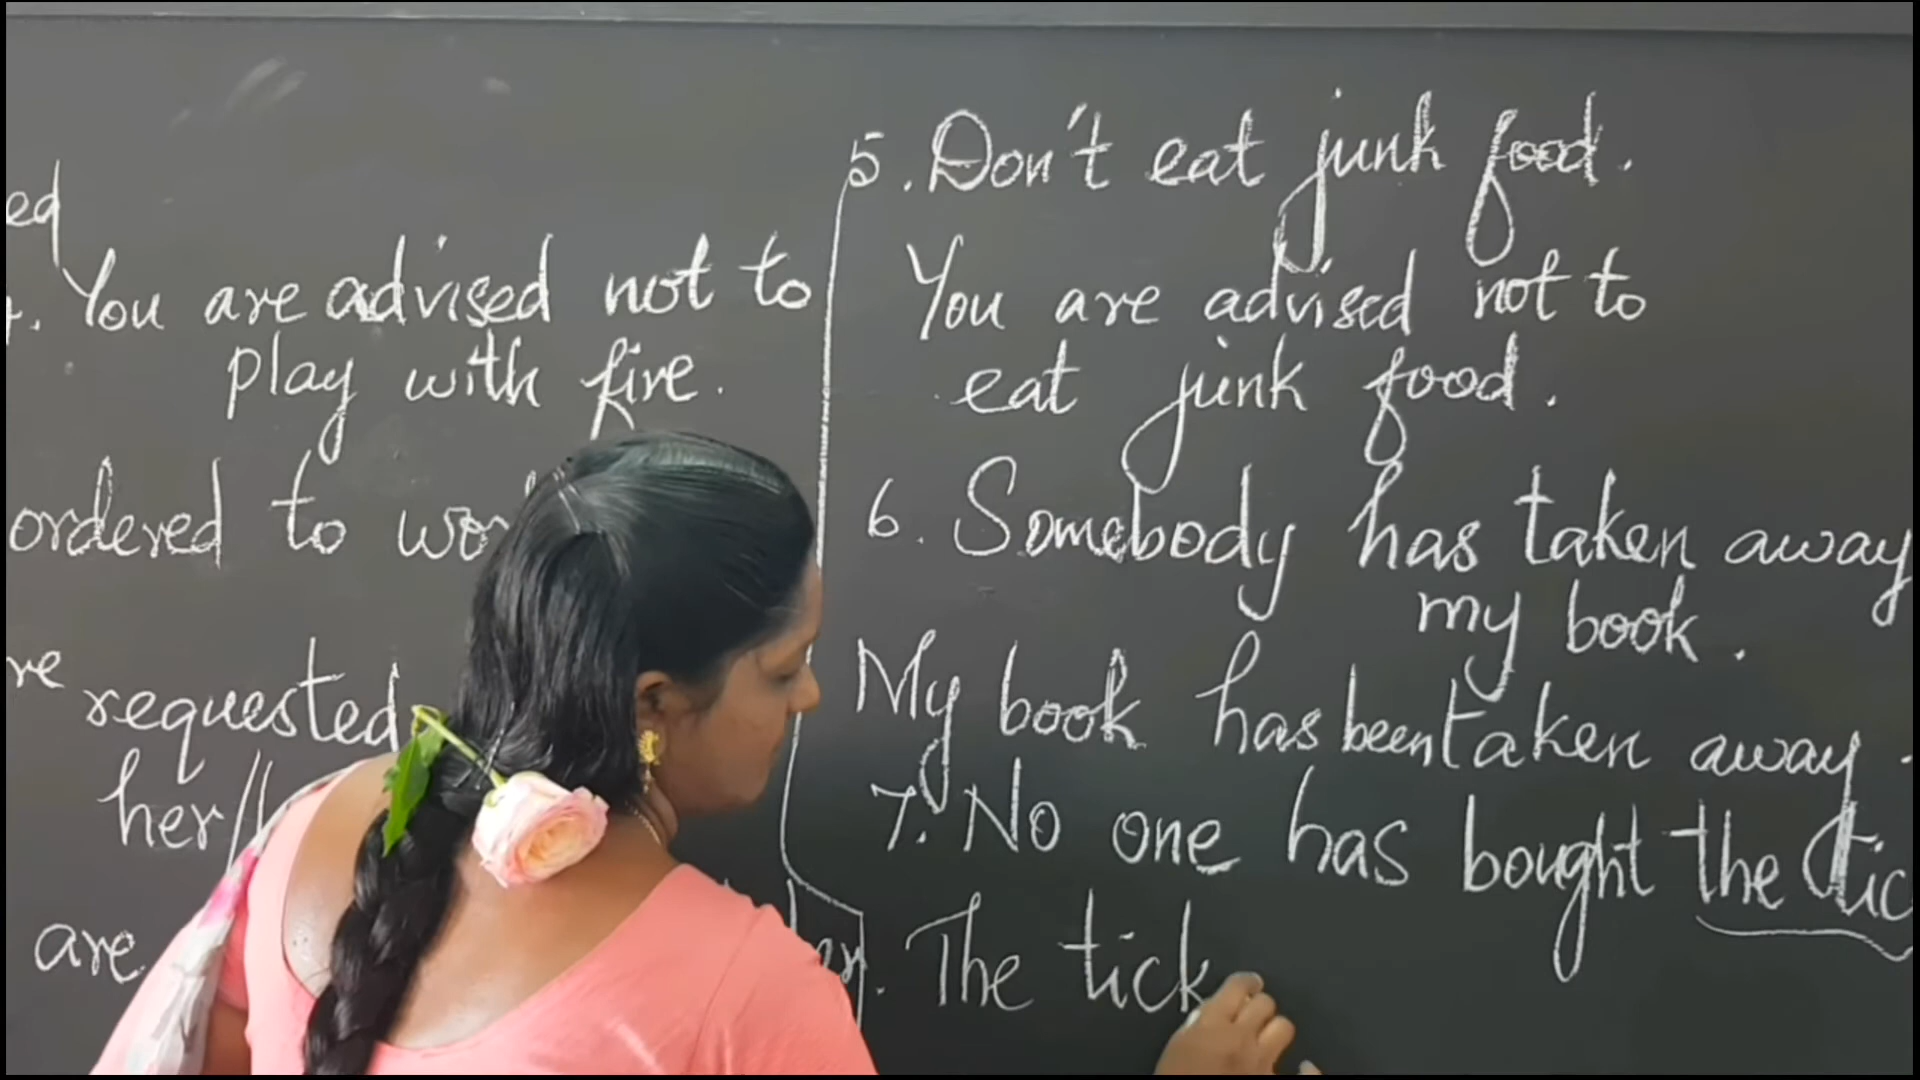 ed
4. You are advised not to
play with fire.
ordered to
re requested
her/
are
5. Don't eat junk food.
You are advised not to
eat junk food.
6. Somebody has taken away
my book.
My book has been taken away.
7. No one has bought the tic
The tick